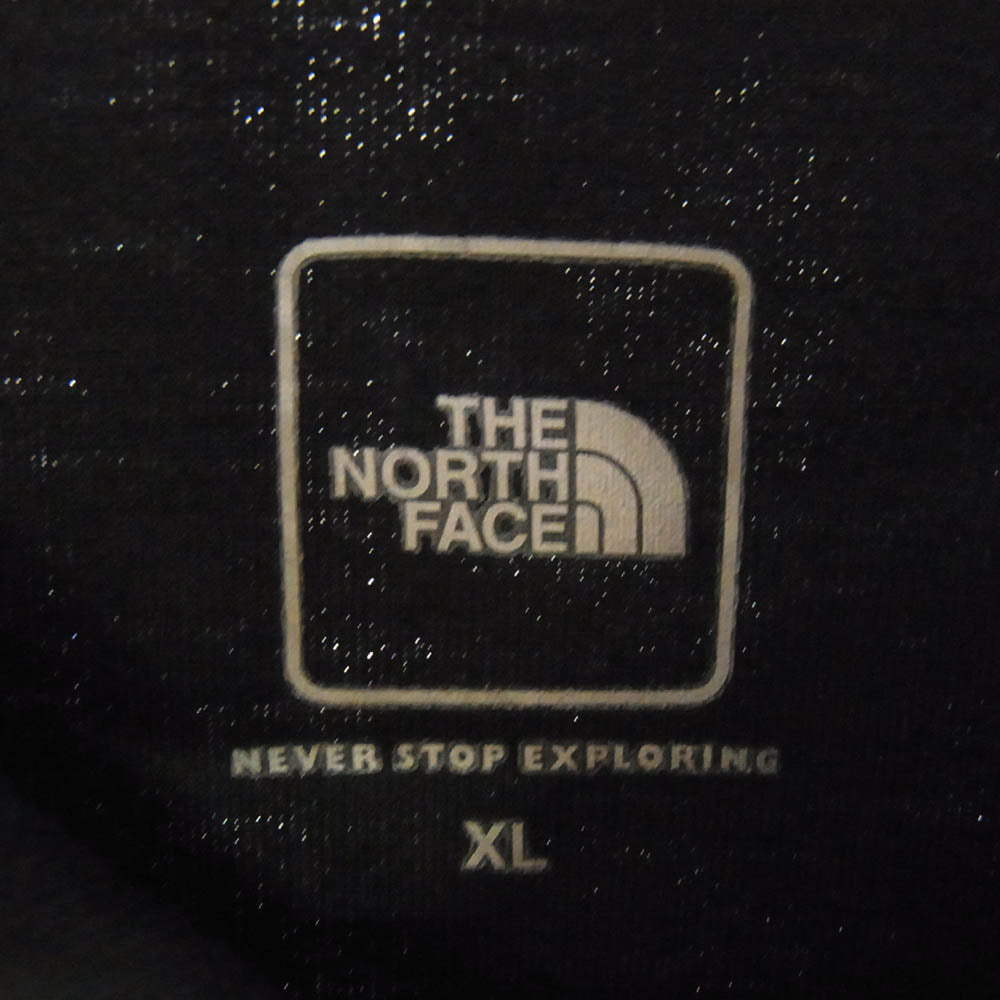 THE
NORTH
FACE
NEVER STOP EXPLORING
XL